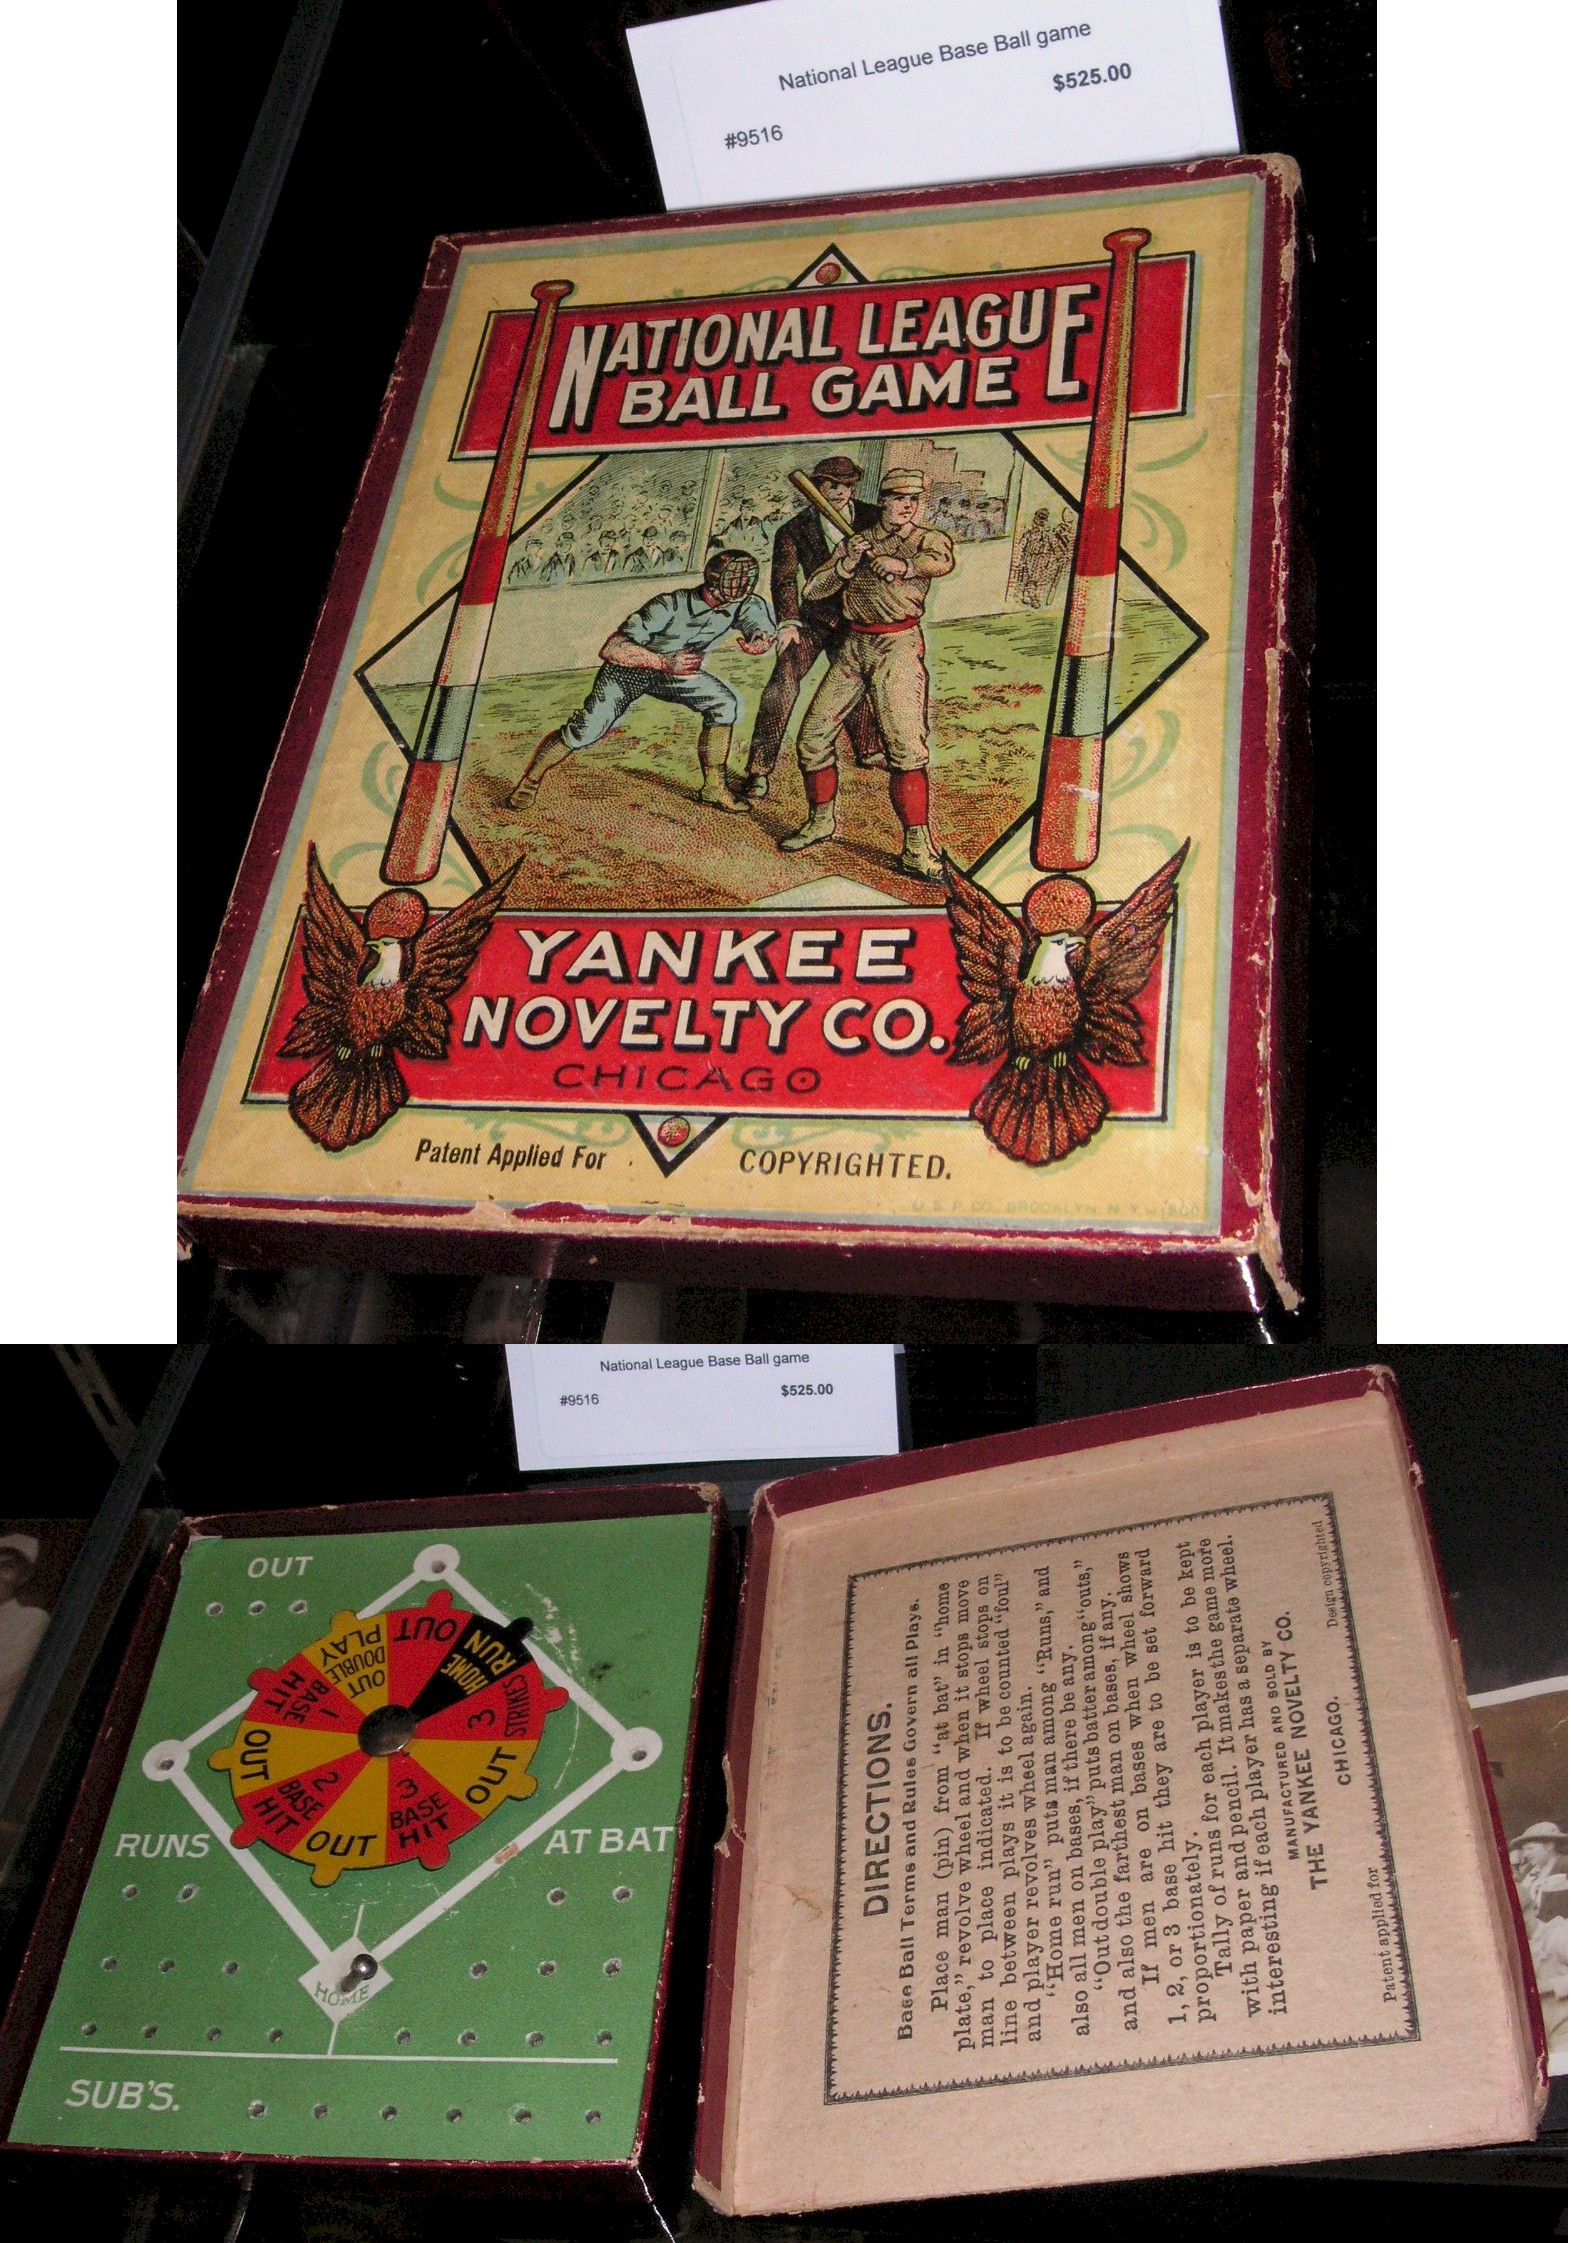 National League Base Ball game
$525.00
#9516
NATIONAL LEAGUE
BALL GAME
YANKEE
NOVELTY CO.
CHICAGO
Patent Applied For
COPYRIGHTED.
U.S.P. CO. BROOKLYN, N.Y.
National League Base Ball game
#9516
$525.00
OUT
OUT
HOME RUN
3 STRIKES
OUT
3 BASE HIT
OUT
2 BASE HIT
OUT
1 BASE HIT
OUT DOUBLE PLAY
RUNS
AT BAT
HOME
SUB'S.
DIRECTIONS.
Base Ball Terms and Rules Govern all Plays.
Place man (pin) from "at bat" in "home
plate," revolve wheel and when it stops move
man to place indicated. If wheel stops on
line between plays it is to be counted "foul"
and player revolves wheel again.
"Home run" puts man among "Runs," and
also all men on bases, if there be any.
"Out double play" puts batter among "outs,"
and also the farthest man on bases, if any.
If men are on bases when wheel shows
1, 2, or 3 base hit they are to be set forward
proportionately.
Tally of runs for each player is to be kept
with paper and pencil. It makes the game more
interesting if each player has a separate wheel.
MANUFACTURED AND SOLD BY
THE YANKEE NOVELTY CO.
CHICAGO.
Patent applied for
Design copyrighted